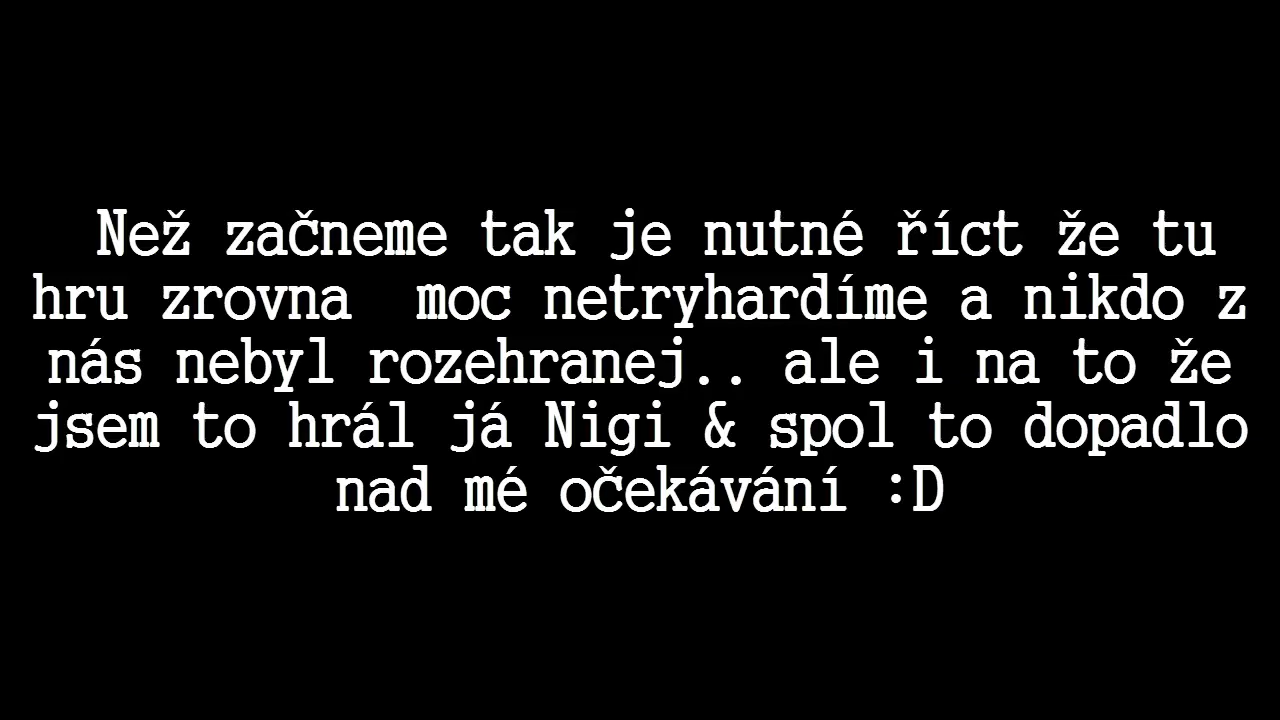 Než začneme tak je nutné říct že tu
hru zrovna  moc netryhardíme a nikdo z
nás nebyl rozehranej.. ale i na to že
jsem to hrál já Nigi & spol to dopadlo
nad mé očekávání :D